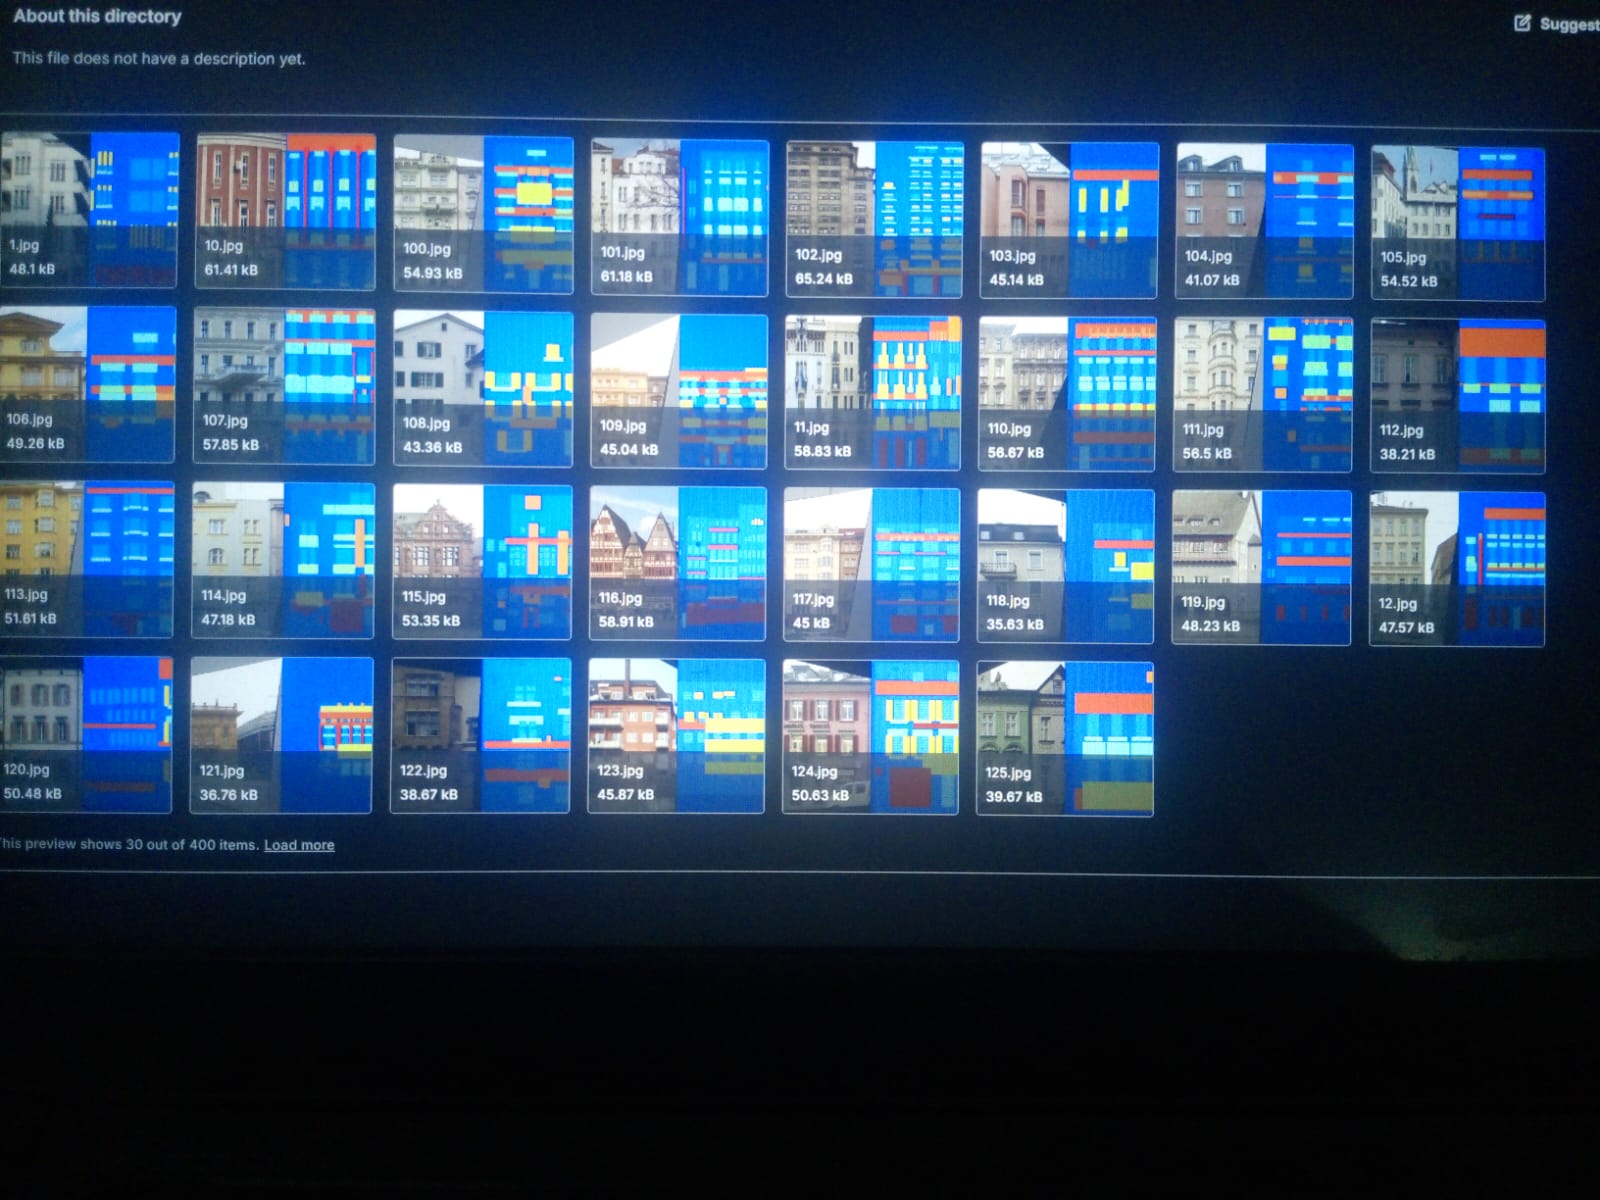 About this directory
Suggest
This file does not have a description yet.
1.jpg
48.1 kB
10.jpg
61.41 kB
100.jpg
54.93 kB
101.jpg
61.18 kB
102.jpg
65.24 kB
103.jpg
45.14 kB
104.jpg
41.07 kB
105.jpg
54.52 kB
106.jpg
49.26 kB
107.jpg
57.85 kB
108.jpg
43.36 kB
109.jpg
45.04 kB
11.jpg
58.83 kB
110.jpg
56.67 kB
111.jpg
56.5 kB
112.jpg
38.21 kB
113.jpg
51.61 kB
114.jpg
47.18 kB
115.jpg
53.35 kB
116.jpg
58.91 kB
117.jpg
45 kB
118.jpg
35.63 kB
119.jpg
48.23 kB
12.jpg
47.57 kB
120.jpg
50.48 kB
121.jpg
36.76 kB
122.jpg
38.67 kB
123.jpg
45.87 kB
124.jpg
50.63 kB
125.jpg
39.67 kB
his preview shows 30 out of 400 items. Load more